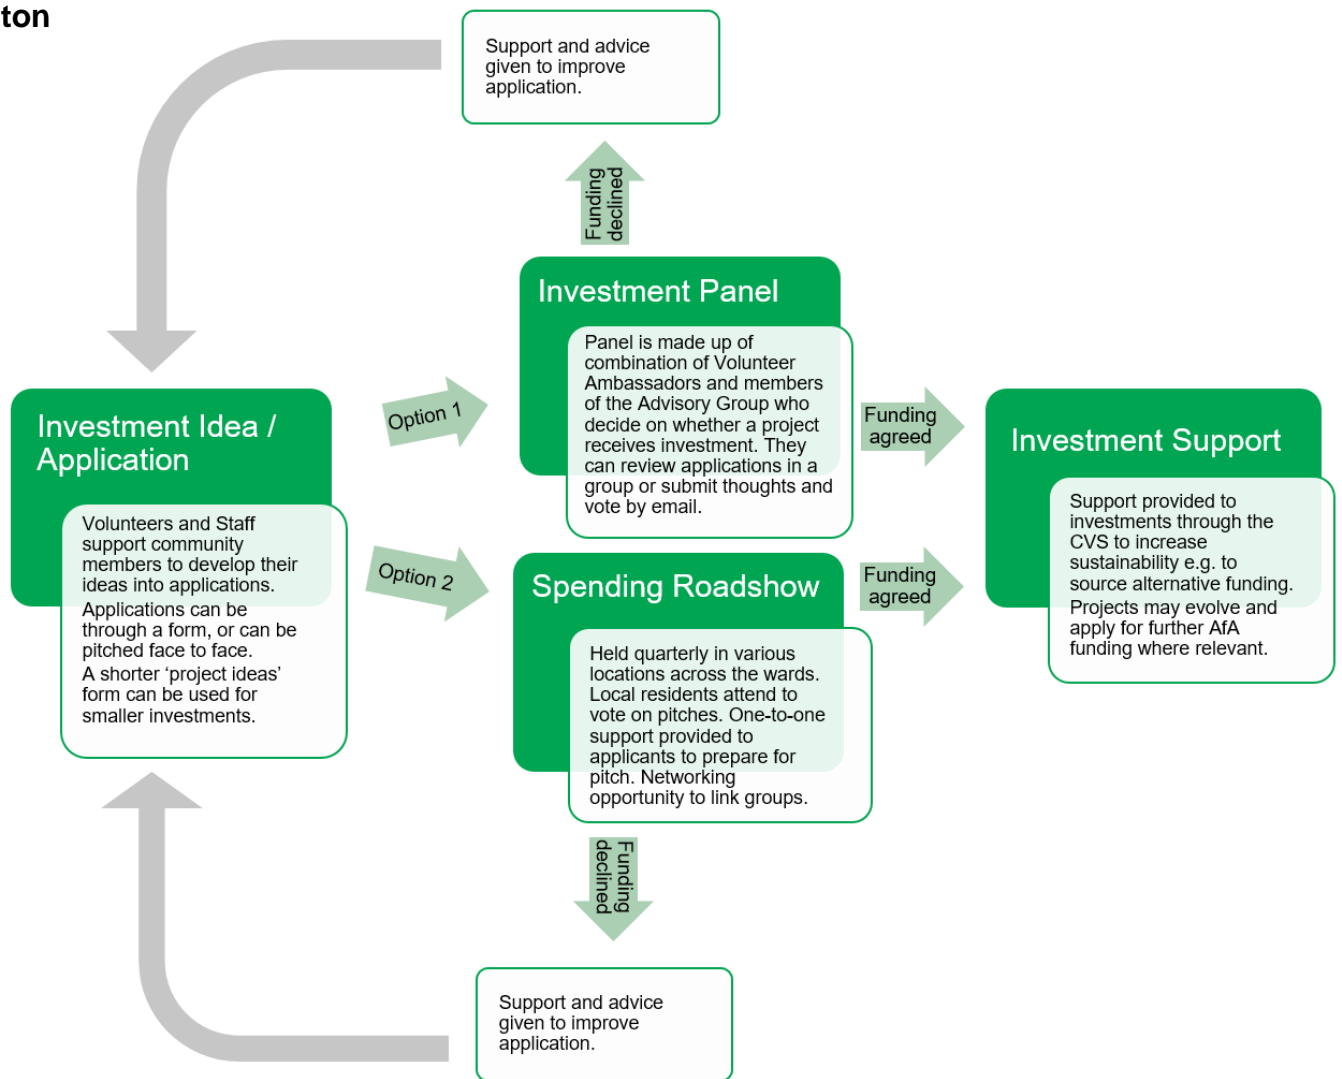 ton
Support and advice
given to improve
application.
Funding
declined
Investment Panel
Panel is made up of
combination of Volunteer
Ambassadors and members
of the Advisory Group who
decide on whether a project
receives investment. They
can review applications in a
group or submit thoughts and
vote by email.
Investment Idea /
Application
Volunteers and Staff
support community
members to develop their
ideas into applications.
Applications can be
through a form, or can be
pitched face to face.
A shorter ‘project ideas’
form can be used for
smaller investments.
Option 1
Option 2
Funding
agreed
Investment Support
Support provided to
investments through the
CVS to increase
sustainability e.g. to
source alternative funding.
Projects may evolve and
apply for further AfA
funding where relevant.
Spending Roadshow
Held quarterly in various
locations across the wards.
Local residents attend to
vote on pitches. One-to-one
support provided to
applicants to prepare for
pitch. Networking
opportunity to link groups.
Funding
agreed
Funding
declined
Support and advice
given to improve
application.